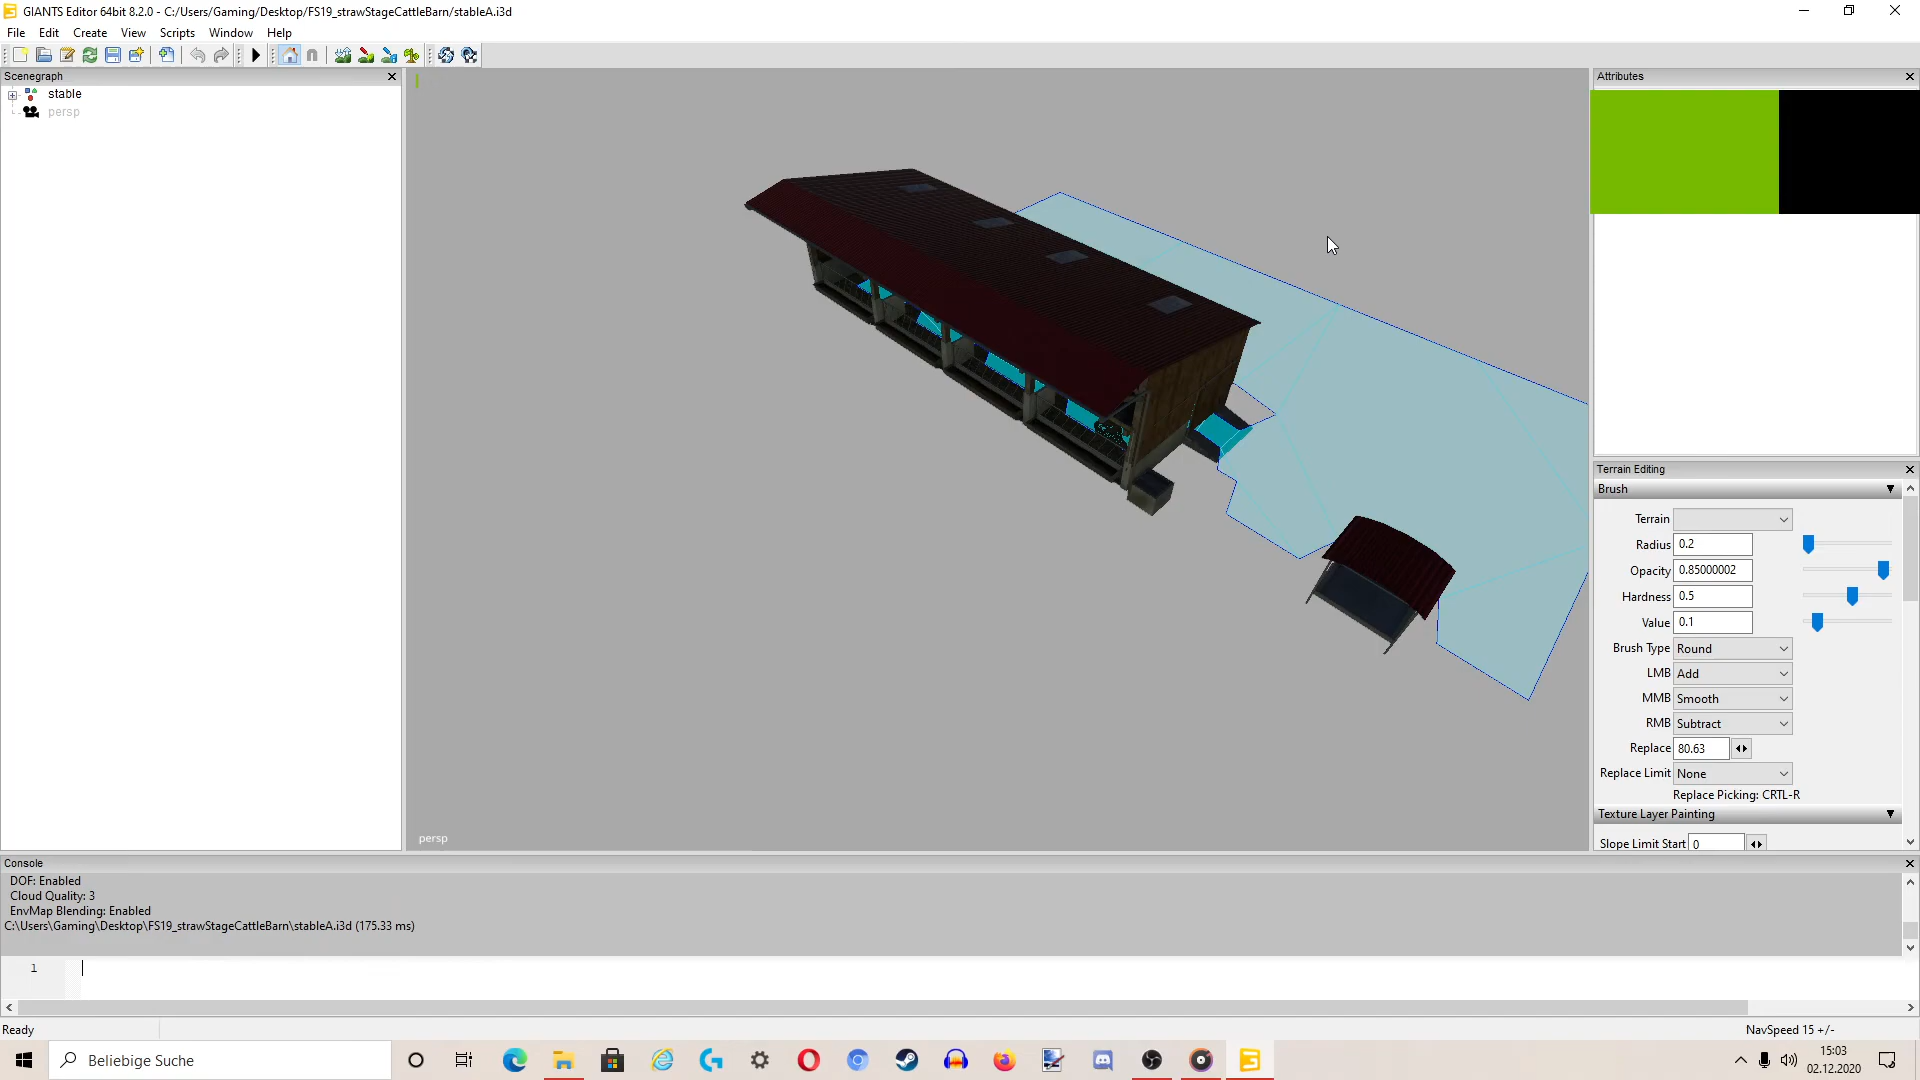 GIANTS Editor 64bit 8.2.0 - C:/Users/Gaming/Desktop/FS19_strawStageCattleBarn/stableA.i3d
File Edit Create View Scripts Window Help
Scenegraph
stable
persp
persp
Attributes
Terrain Editing
Brush
Terrain
Radius 0.2
Opacity 0.85000002
Hardness 0.5
Value 0.1
Brush Type Round
LMB Add
MMB Smooth
RMB Subtract
Replace 80.63
Replace Limit None
Replace Picking: CRTL-R
Texture Layer Painting
Slope Limit Start 0
Console
DOF: Enabled
Cloud Quality: 3
EnvMap Blending: Enabled
C:\Users\Gaming\Desktop\FS19_strawStageCattleBarn\stableA.i3d (175.33 ms)
1
Ready
NavSpeed 15 +/-
Beliebige Suche
15:03
02.12.2020